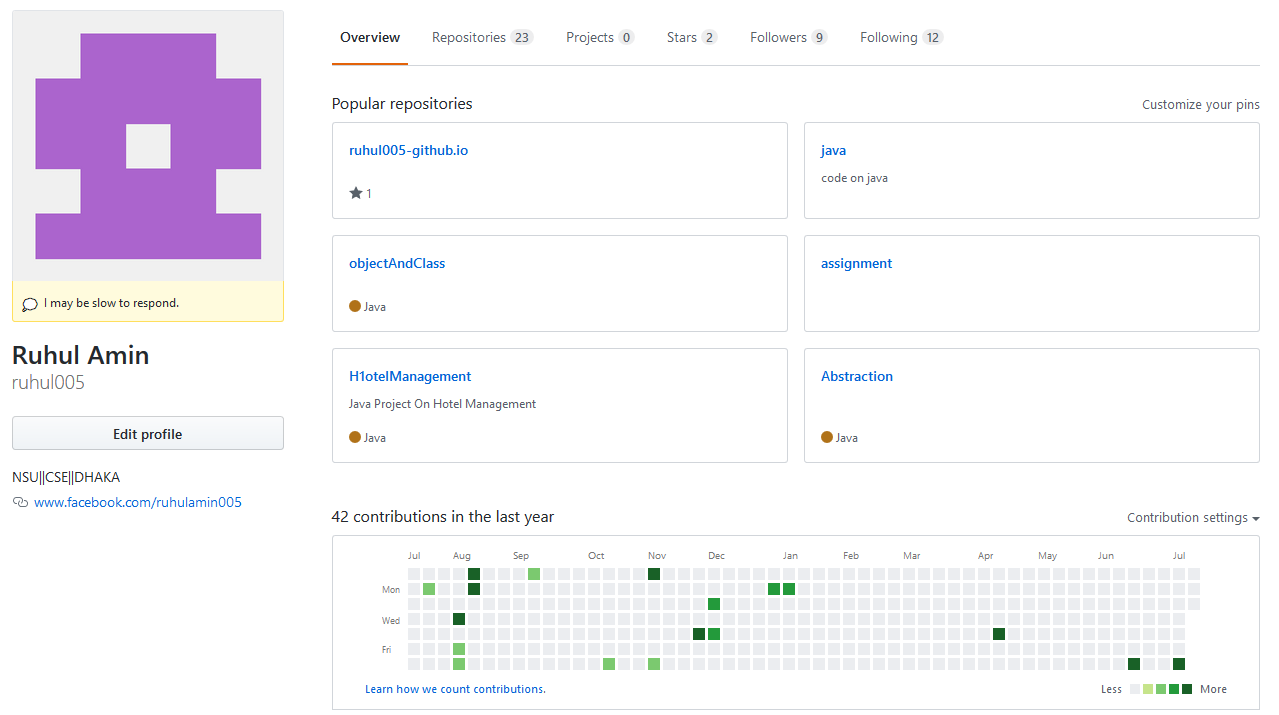 Overview Repositories 23 Projects 0 Stars 2 Followers 9 Following 12
I may be slow to respond.
Ruhul Amin
ruhul005
Edit profile
NSU||CSE||DHAKA
www.facebook.com/ruhulamin005
Popular repositories Customize your pins
ruhul005-github.io
1
java
code on java
objectAndClass
Java
assignment
H1otelManagement
Java Project On Hotel Management
Java
Abstraction
Java
42 contributions in the last year Contribution settings
Jul Aug Sep Oct Nov Dec Jan Feb Mar Apr May Jun Jul
Mon
Wed
Fri
Learn how we count contributions. Less More